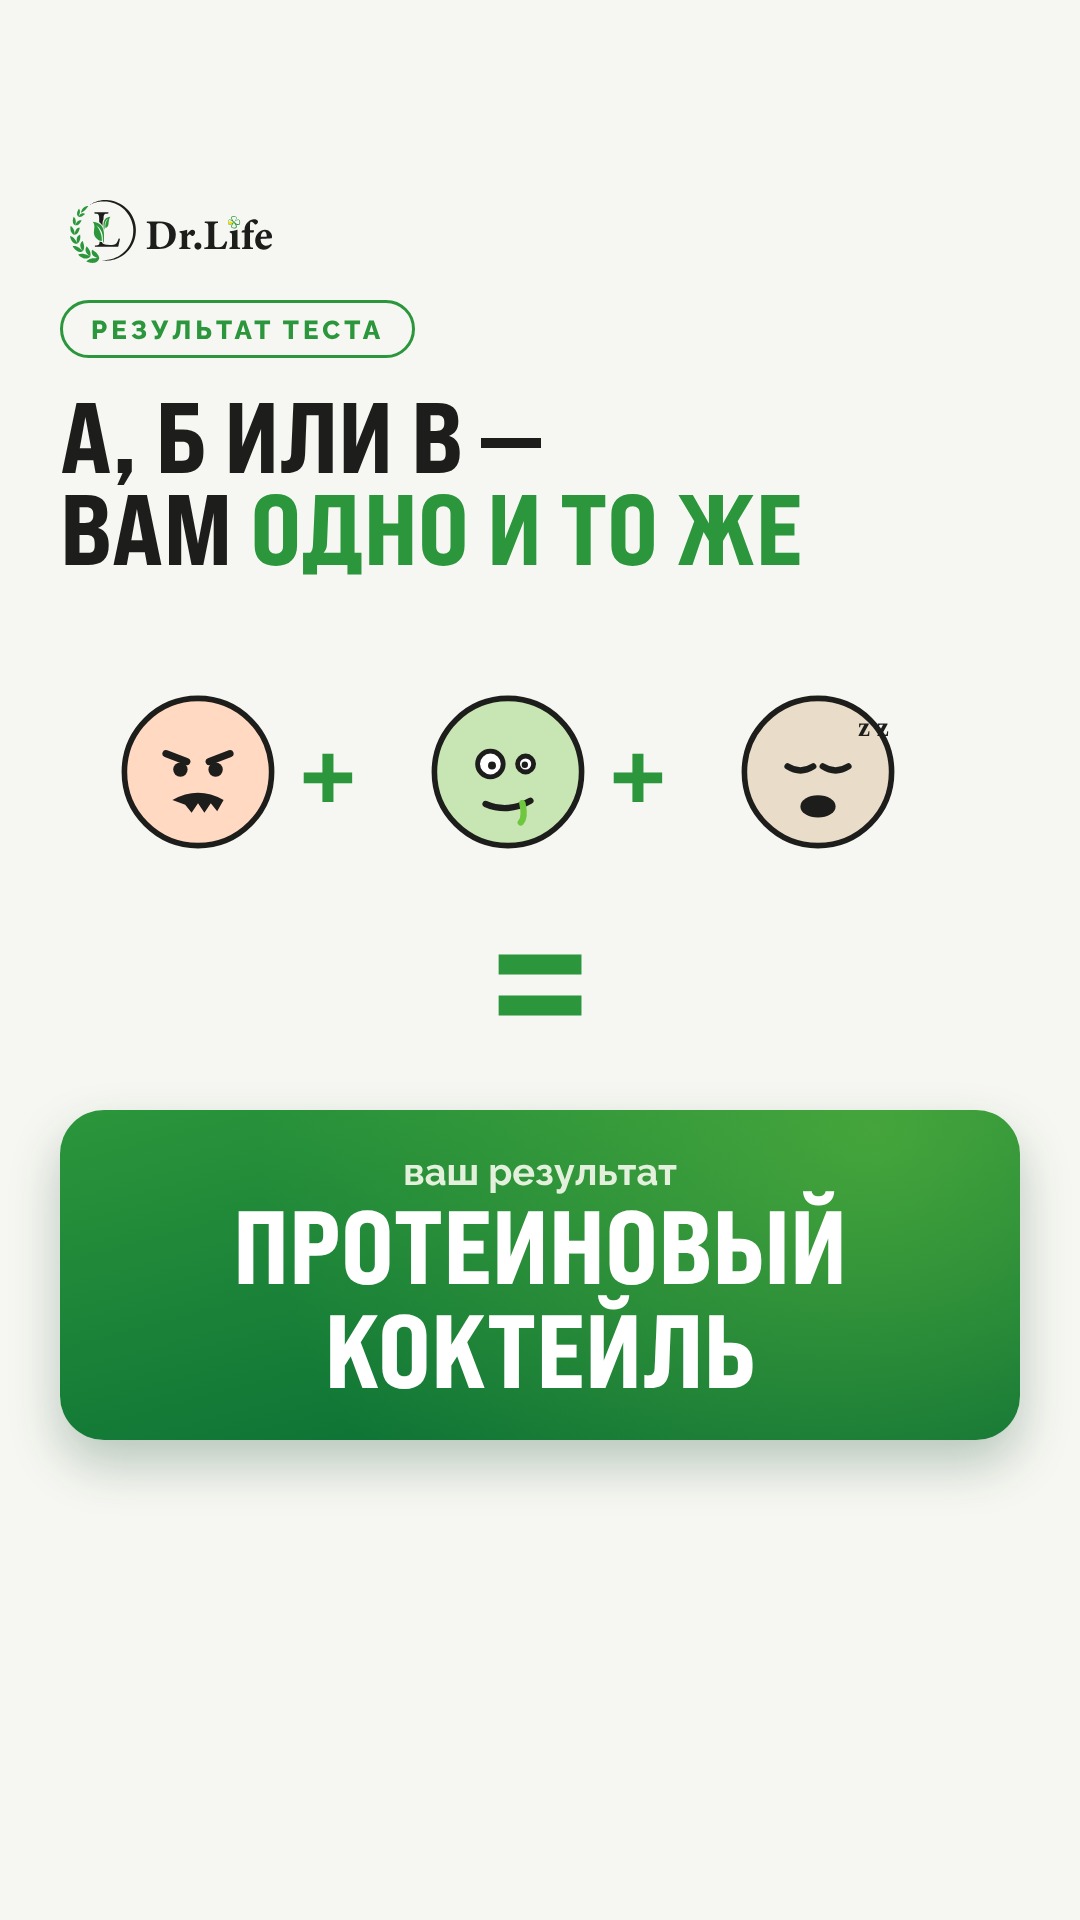 Dr.Life
РЕЗУЛЬТАТ ТЕСТА
А, Б ИЛИ В —
ВАМ ОДНО И ТО ЖЕ
z z
+ +
=
ваш результат
ПРОТЕИНОВЫЙ
КОКТЕЙЛЬ